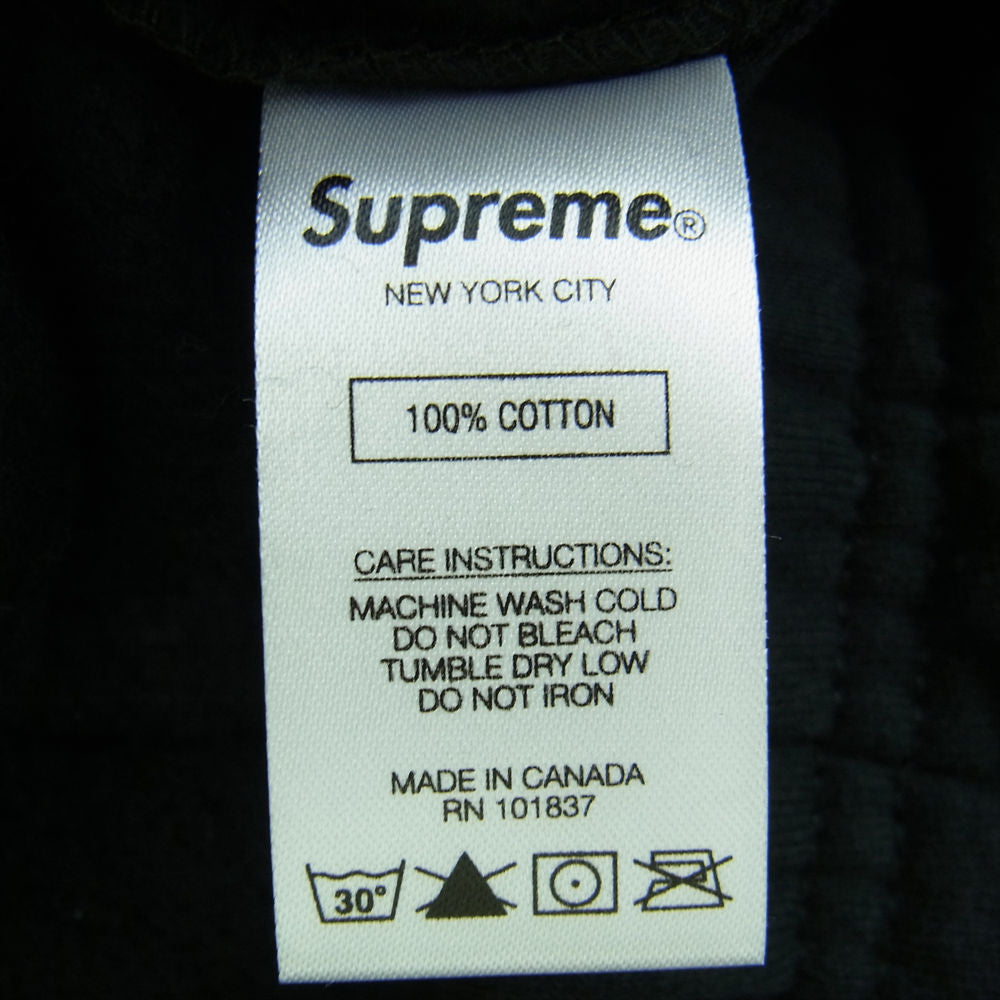 Supreme®
NEW YORK CITY
100% COTTON
CARE INSTRUCTIONS:
MACHINE WASH COLD
DO NOT BLEACH
TUMBLE DRY LOW
DO NOT IRON
MADE IN CANADA
RN 101837
30°